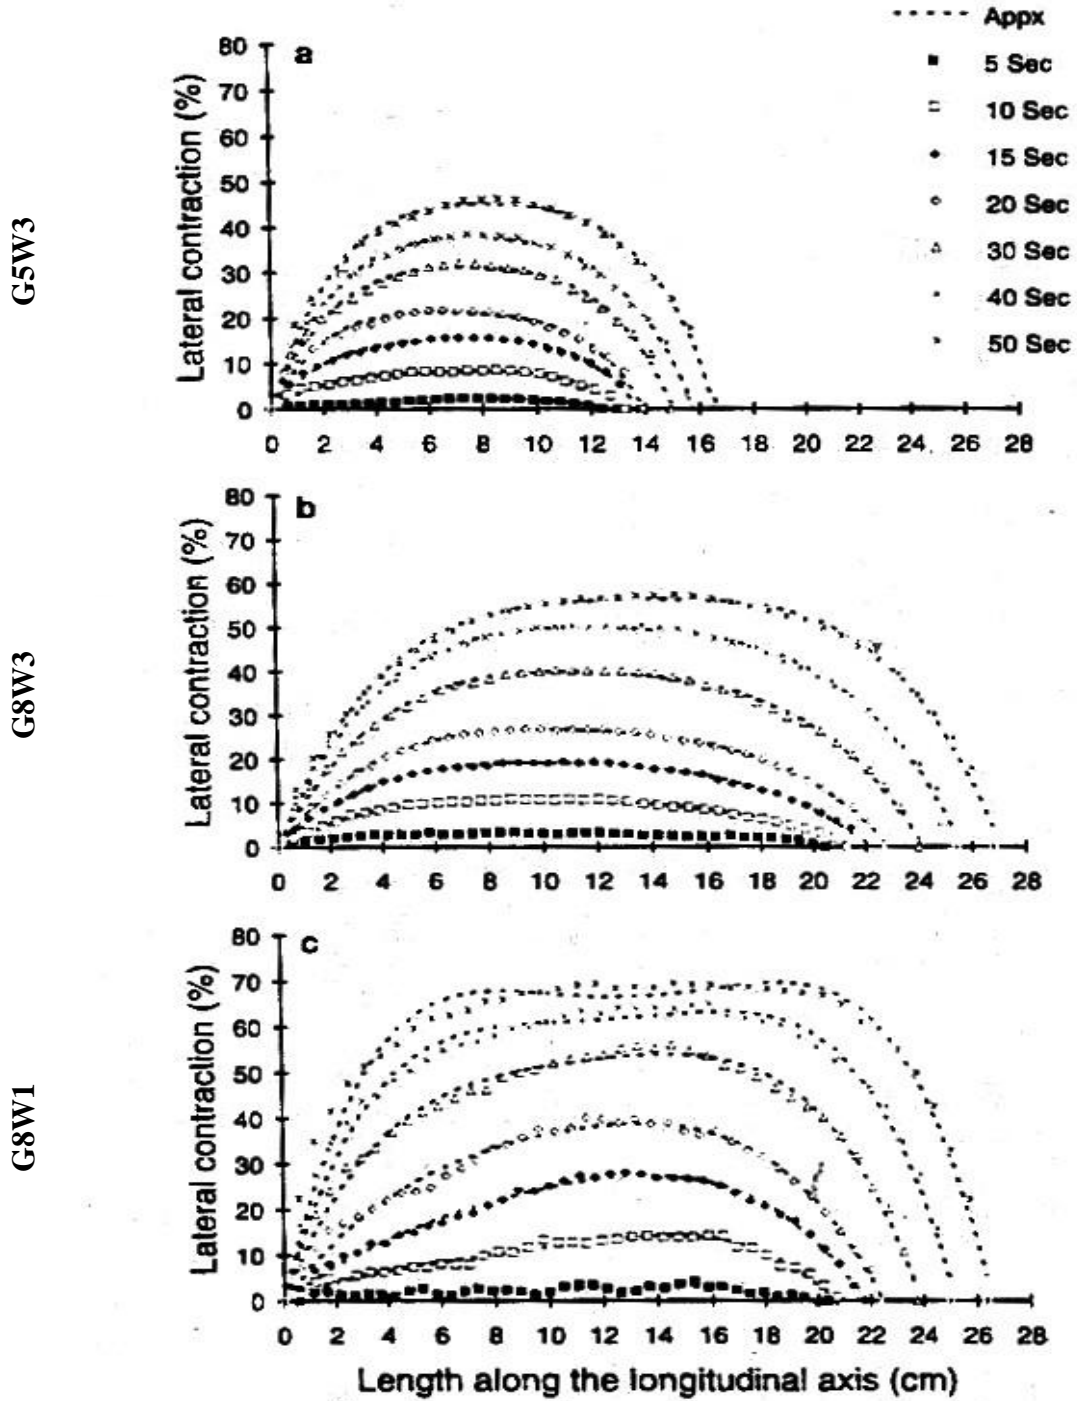 Appx
5 Sec
10 Sec
15 Sec
20 Sec
30 Sec
40 Sec
50 Sec
G5W3
a
Lateral contraction (%)
80
70
60
50
40
30
20
10
0
0 2 4 6 8 10 12 14 16 18 20 22 24 26 28
G8W3
b
Lateral contraction (%)
80
70
60
50
40
30
20
10
0
0 2 4 6 8 10 12 14 16 18 20 22 24 26 28
G8W1
c
Lateral contraction (%)
80
70
60
50
40
30
20
10
0
0 2 4 6 8 10 12 14 16 18 20 22 24 26 28
Length along the longitudinal axis (cm)